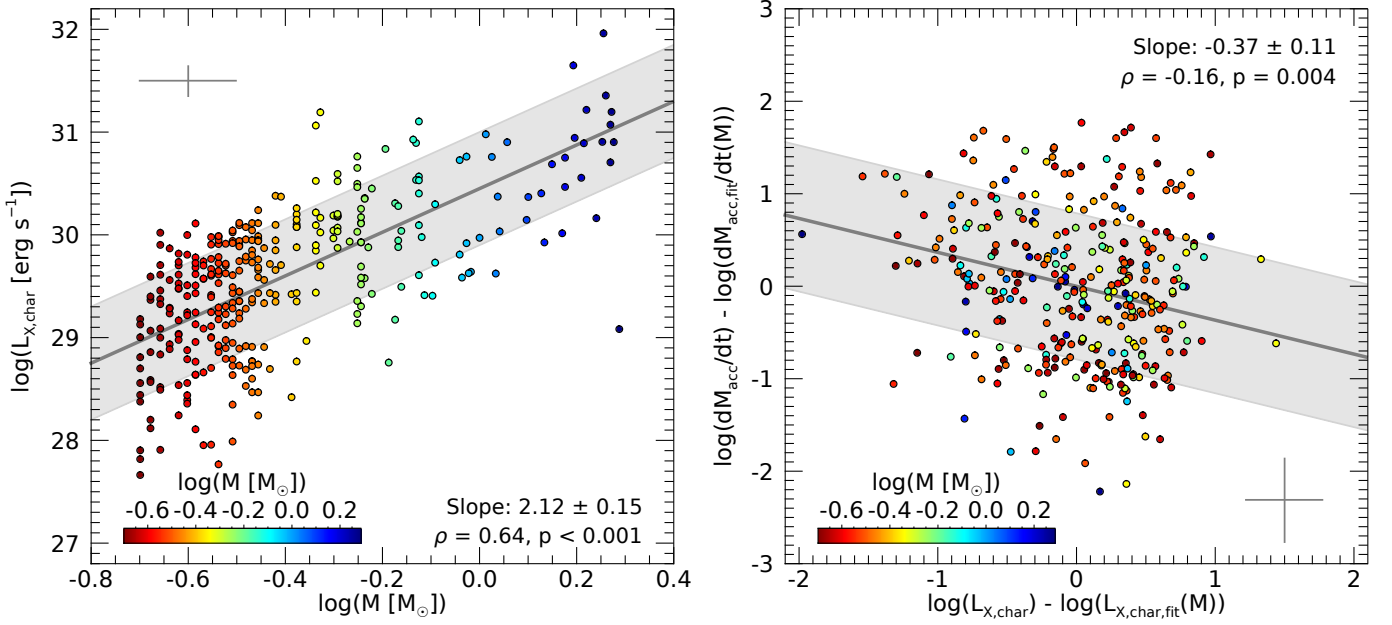 32
31
30
29
28
27
log(L_X,char) [erg s⁻¹]
log(M [M_⊙])
-0.6 -0.4 -0.2 0.0 0.2
Slope: 2.12 ± 0.15
ρ = 0.64, p < 0.001
-0.8 -0.6 -0.4 -0.2 0.0 0.2 0.4
log(M [M_⊙])
3
2
1
0
-1
-2
-3
log(dM_acc/dt) - log(dM_acc,fit/dt(M))
Slope: -0.37 ± 0.11
ρ = -0.16, p = 0.004
log(M [M_⊙])
-0.6 -0.4 -0.2 0.0 0.2
-2 -1 0 1 2
log(L_X,char) - log(L_X,char,fit(M))